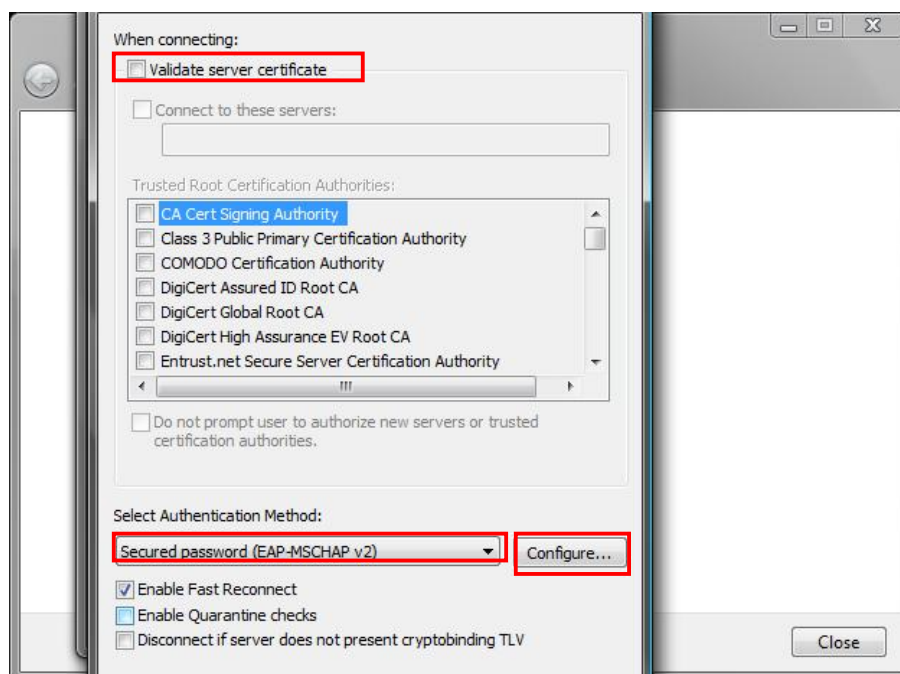 When connecting:
Validate server certificate
Connect to these servers:
Trusted Root Certification Authorities:
CA Cert Signing Authority
Class 3 Public Primary Certification Authority
COMODO Certification Authority
DigiCert Assured ID Root CA
DigiCert Global Root CA
DigiCert High Assurance EV Root CA
Entrust.net Secure Server Certification Authority
Do not prompt user to authorize new servers or trusted
certification authorities.
Select Authentication Method:
Secured password (EAP-MSCHAP v2)
Configure...
Enable Fast Reconnect
Enable Quarantine checks
Disconnect if server does not present cryptobinding TLV
Close